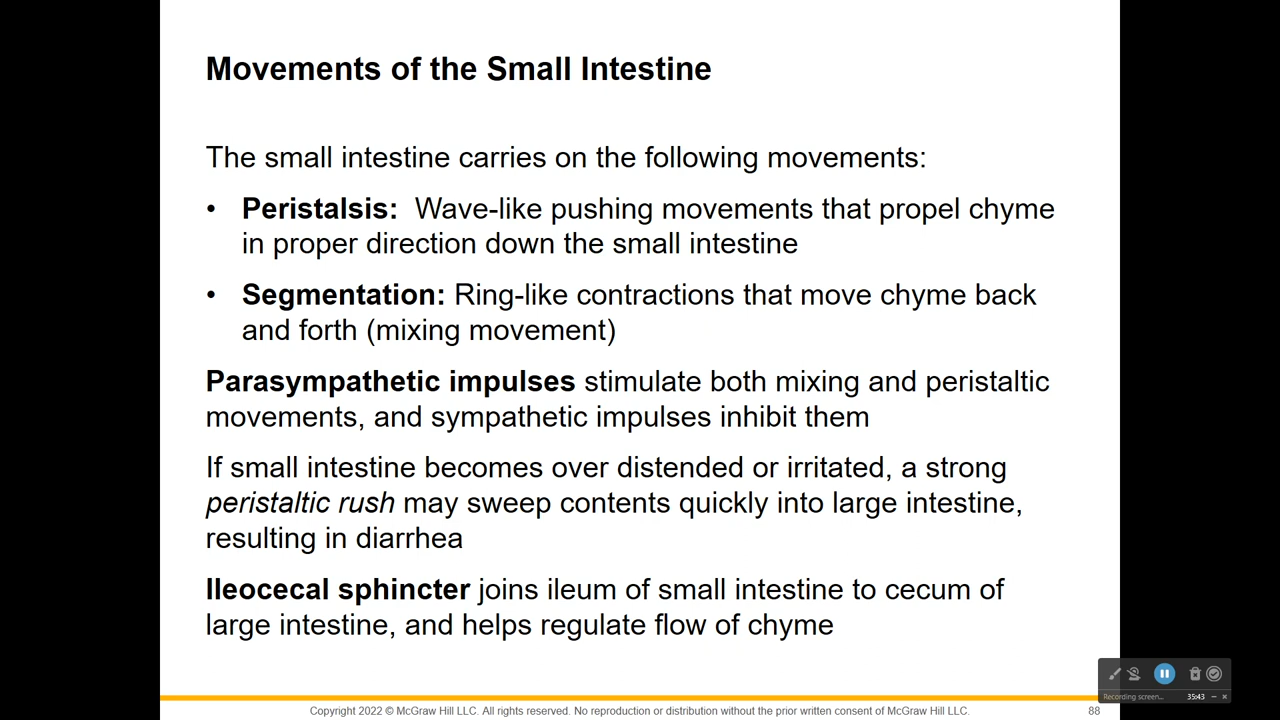 Movements of the Small Intestine
The small intestine carries on the following movements:
• Peristalsis: Wave-like pushing movements that propel chyme
in proper direction down the small intestine
• Segmentation: Ring-like contractions that move chyme back
and forth (mixing movement)
Parasympathetic impulses stimulate both mixing and peristaltic
movements, and sympathetic impulses inhibit them
If small intestine becomes over distended or irritated, a strong
peristaltic rush may sweep contents quickly into large intestine,
resulting in diarrhea
Ileocecal sphincter joins ileum of small intestine to cecum of
large intestine, and helps regulate flow of chyme
Recording screen... 35:43
Copyright 2022 © McGraw Hill LLC. All rights reserved. No reproduction or distribution without the prior written consent of McGraw Hill LLC. 88